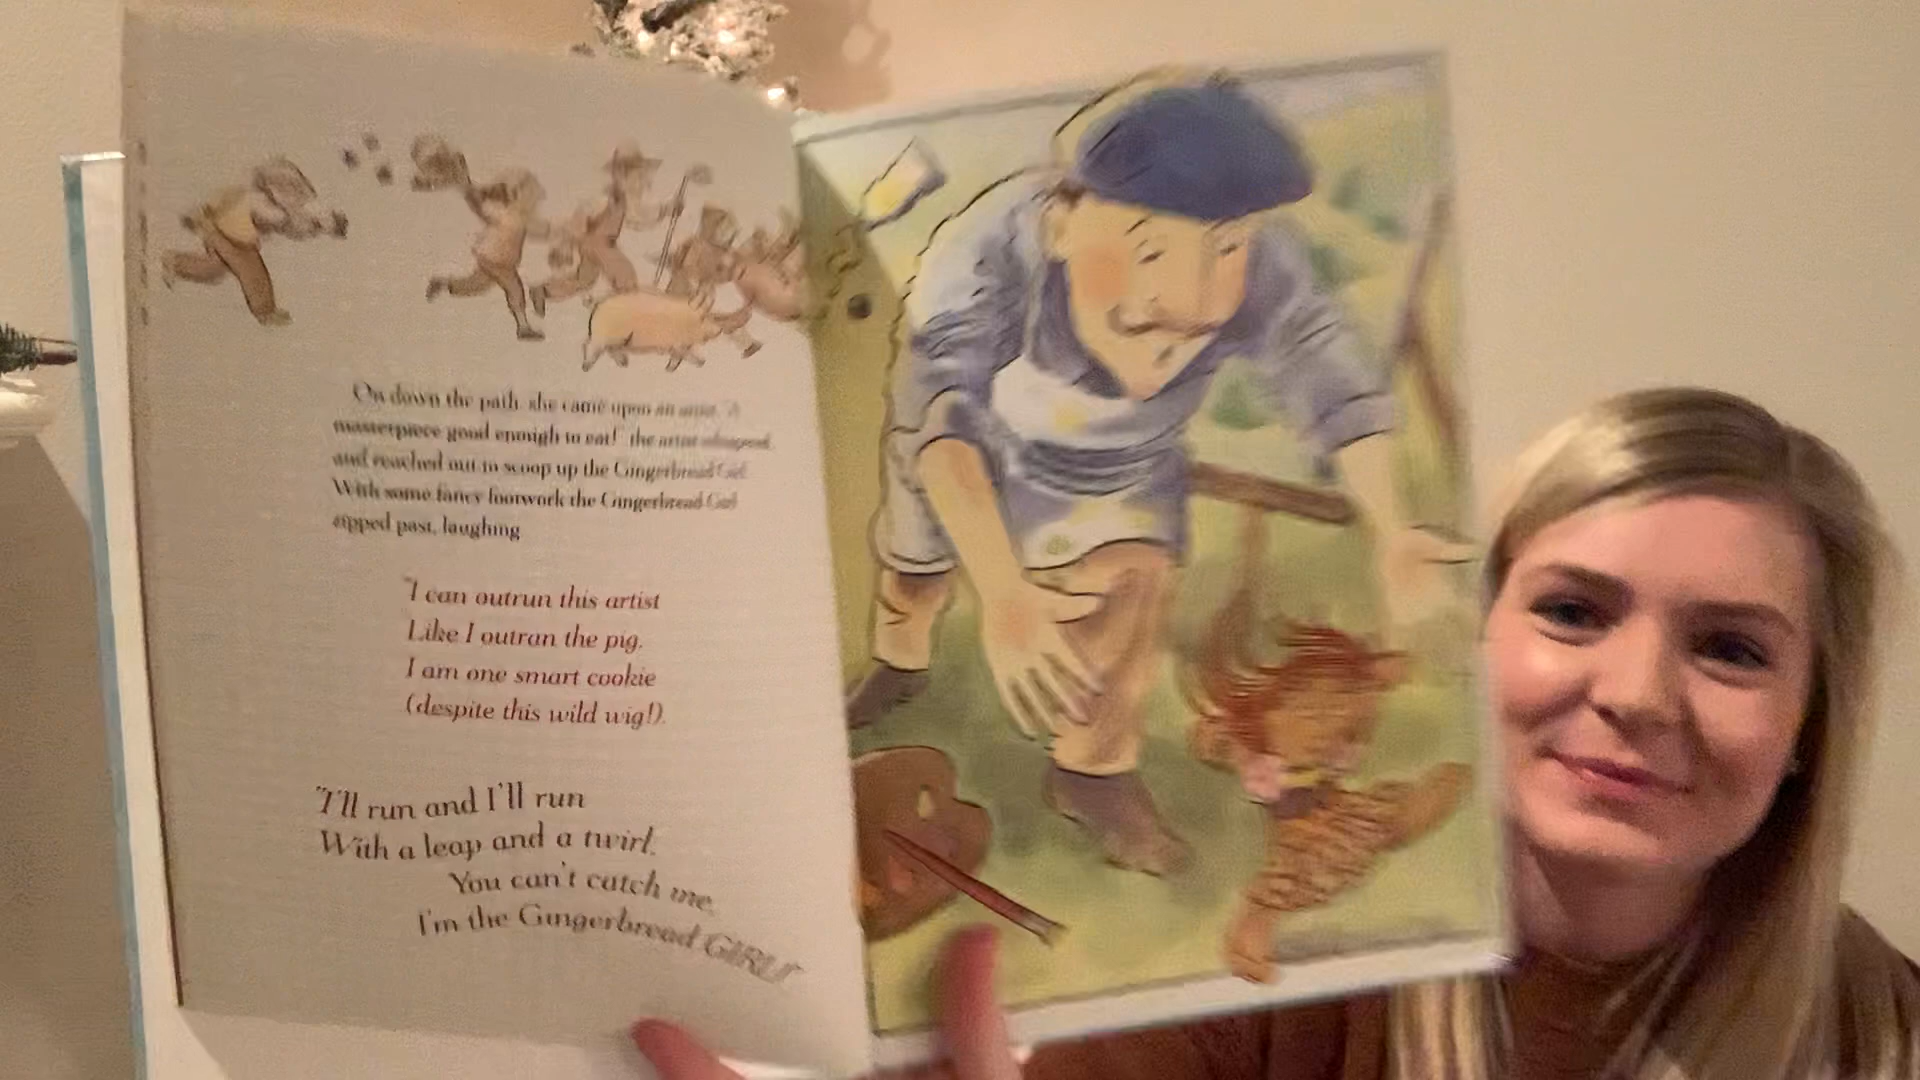 On down the path, she came upon an artist. "A
masterpiece good enough to eat!" the artist whispered
and reached out to scoop up the Gingerbread Girl.
With some fancy footwork the Gingerbread Girl
zipped past, laughing
"I can outrun this artist
Like I outran the pig.
I am one smart cookie
(despite this wild wig!).
"I'll run and I'll run
With a leap and a twirl.
You can't catch me,
I'm the Gingerbread GIRL!"